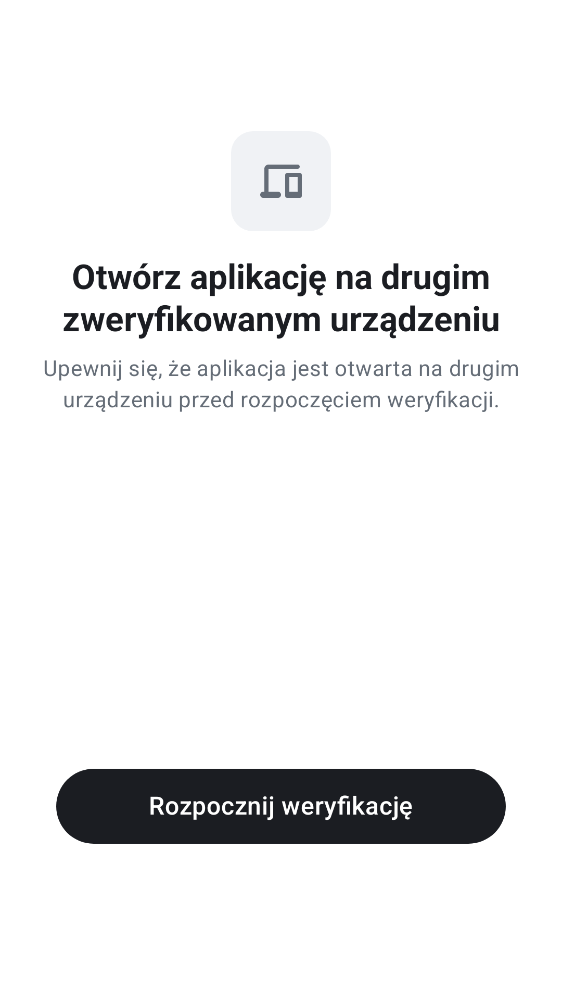 Otwórz aplikację na drugim
zweryfikowanym urządzeniu
Upewnij się, że aplikacja jest otwarta na drugim
urządzeniu przed rozpoczęciem weryfikacji.
Rozpocznij weryfikację